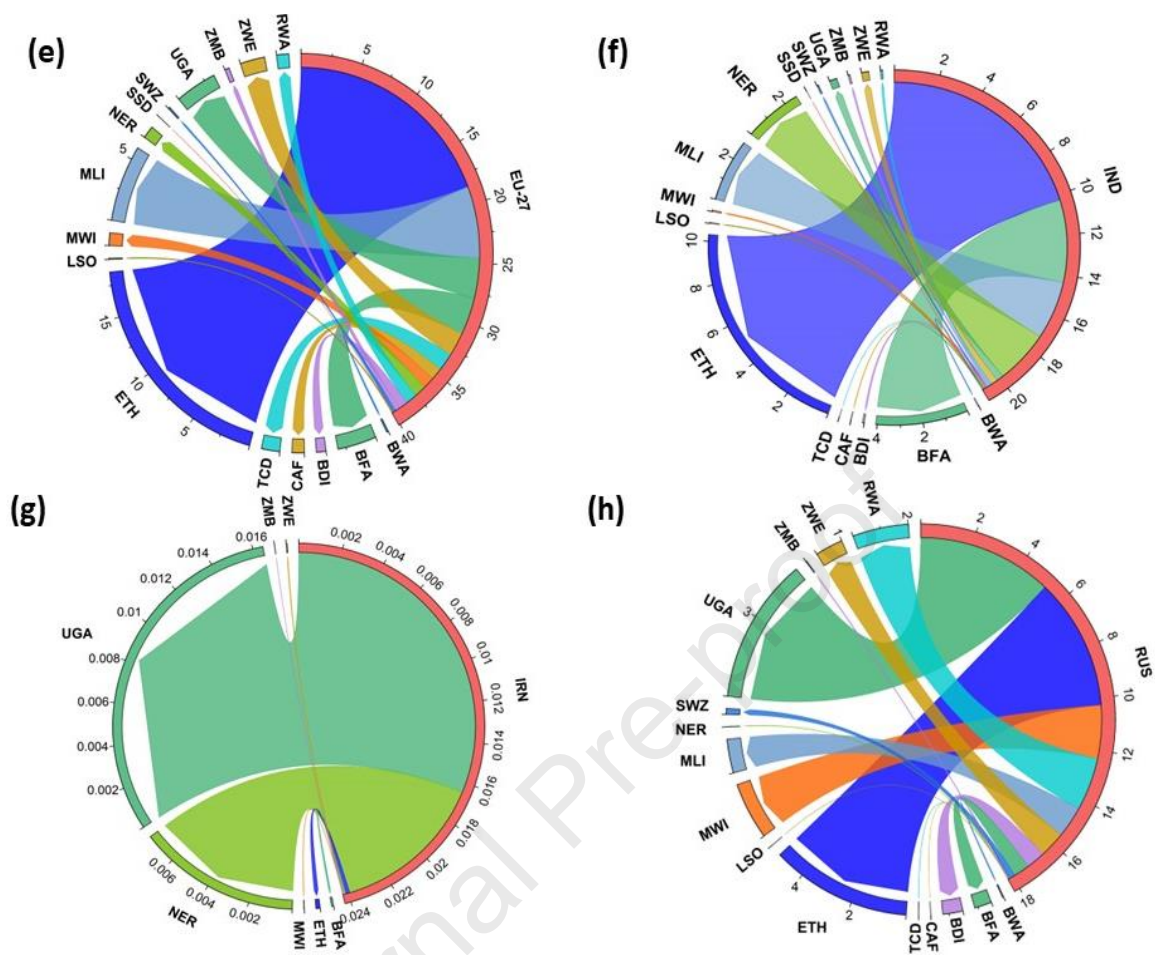 (e)
RWA
ZWE
ZMB
UGA
SWZ
SSD
NER
MLI
MWI
LSO
ETH
TCD
CAF
BDI
BFA
BWA
EU-27
5
10
15
20
25
30
35
40
5
15
10
5
(f)
RWA
ZWE
ZMB
UGA
SWZ
SSD
NER
MLI
MWI
LSO
ETH
TCD
CAF
BDI
BFA
BWA
IND
2
4
6
8
10
12
14
16
18
20
2
2
10
8
6
4
2
4
2
(g)
ZMB
ZWE
UGA
NER
MWI
ETH
BFA
IRN
0.002
0.004
0.006
0.008
0.01
0.012
0.014
0.016
0.018
0.02
0.022
0.024
0.016
0.014
0.012
0.01
0.008
0.006
0.004
0.002
0.006
0.004
0.002
(h)
RWA
ZWE
ZMB
UGA
SWZ
NER
MLI
MWI
LSO
ETH
TCD
CAF
BDI
BFA
BWA
RUS
2
4
6
8
10
12
14
16
18
2
1
3
4
2
rnal Pre-proof